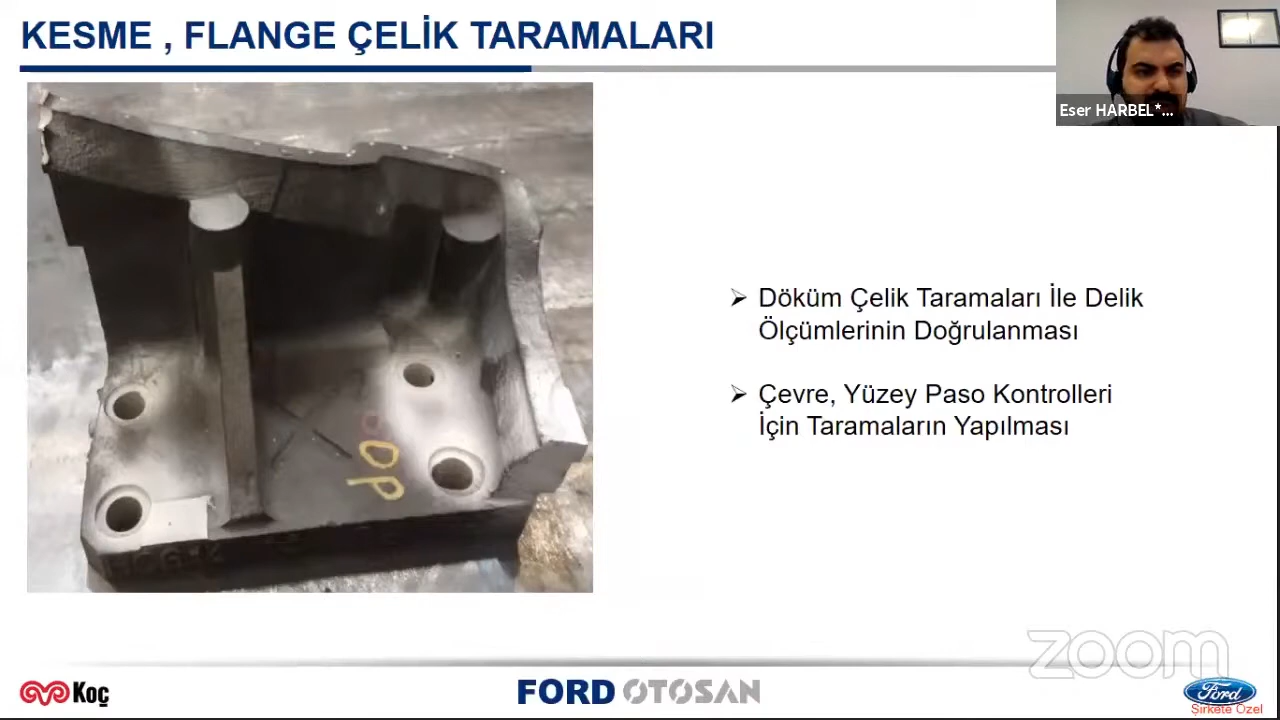 KESME , FLANGE ÇELİK TARAMALARI
Eser HARBEL*...
OP
Döküm Çelik Taramaları İle Delik
Ölçümlerinin Doğrulanması
Çevre, Yüzey Paso Kontrolleri
İçin Taramaların Yapılması
zoom
Koç
FORD OTOSAN
Ford
Şirkete Özel